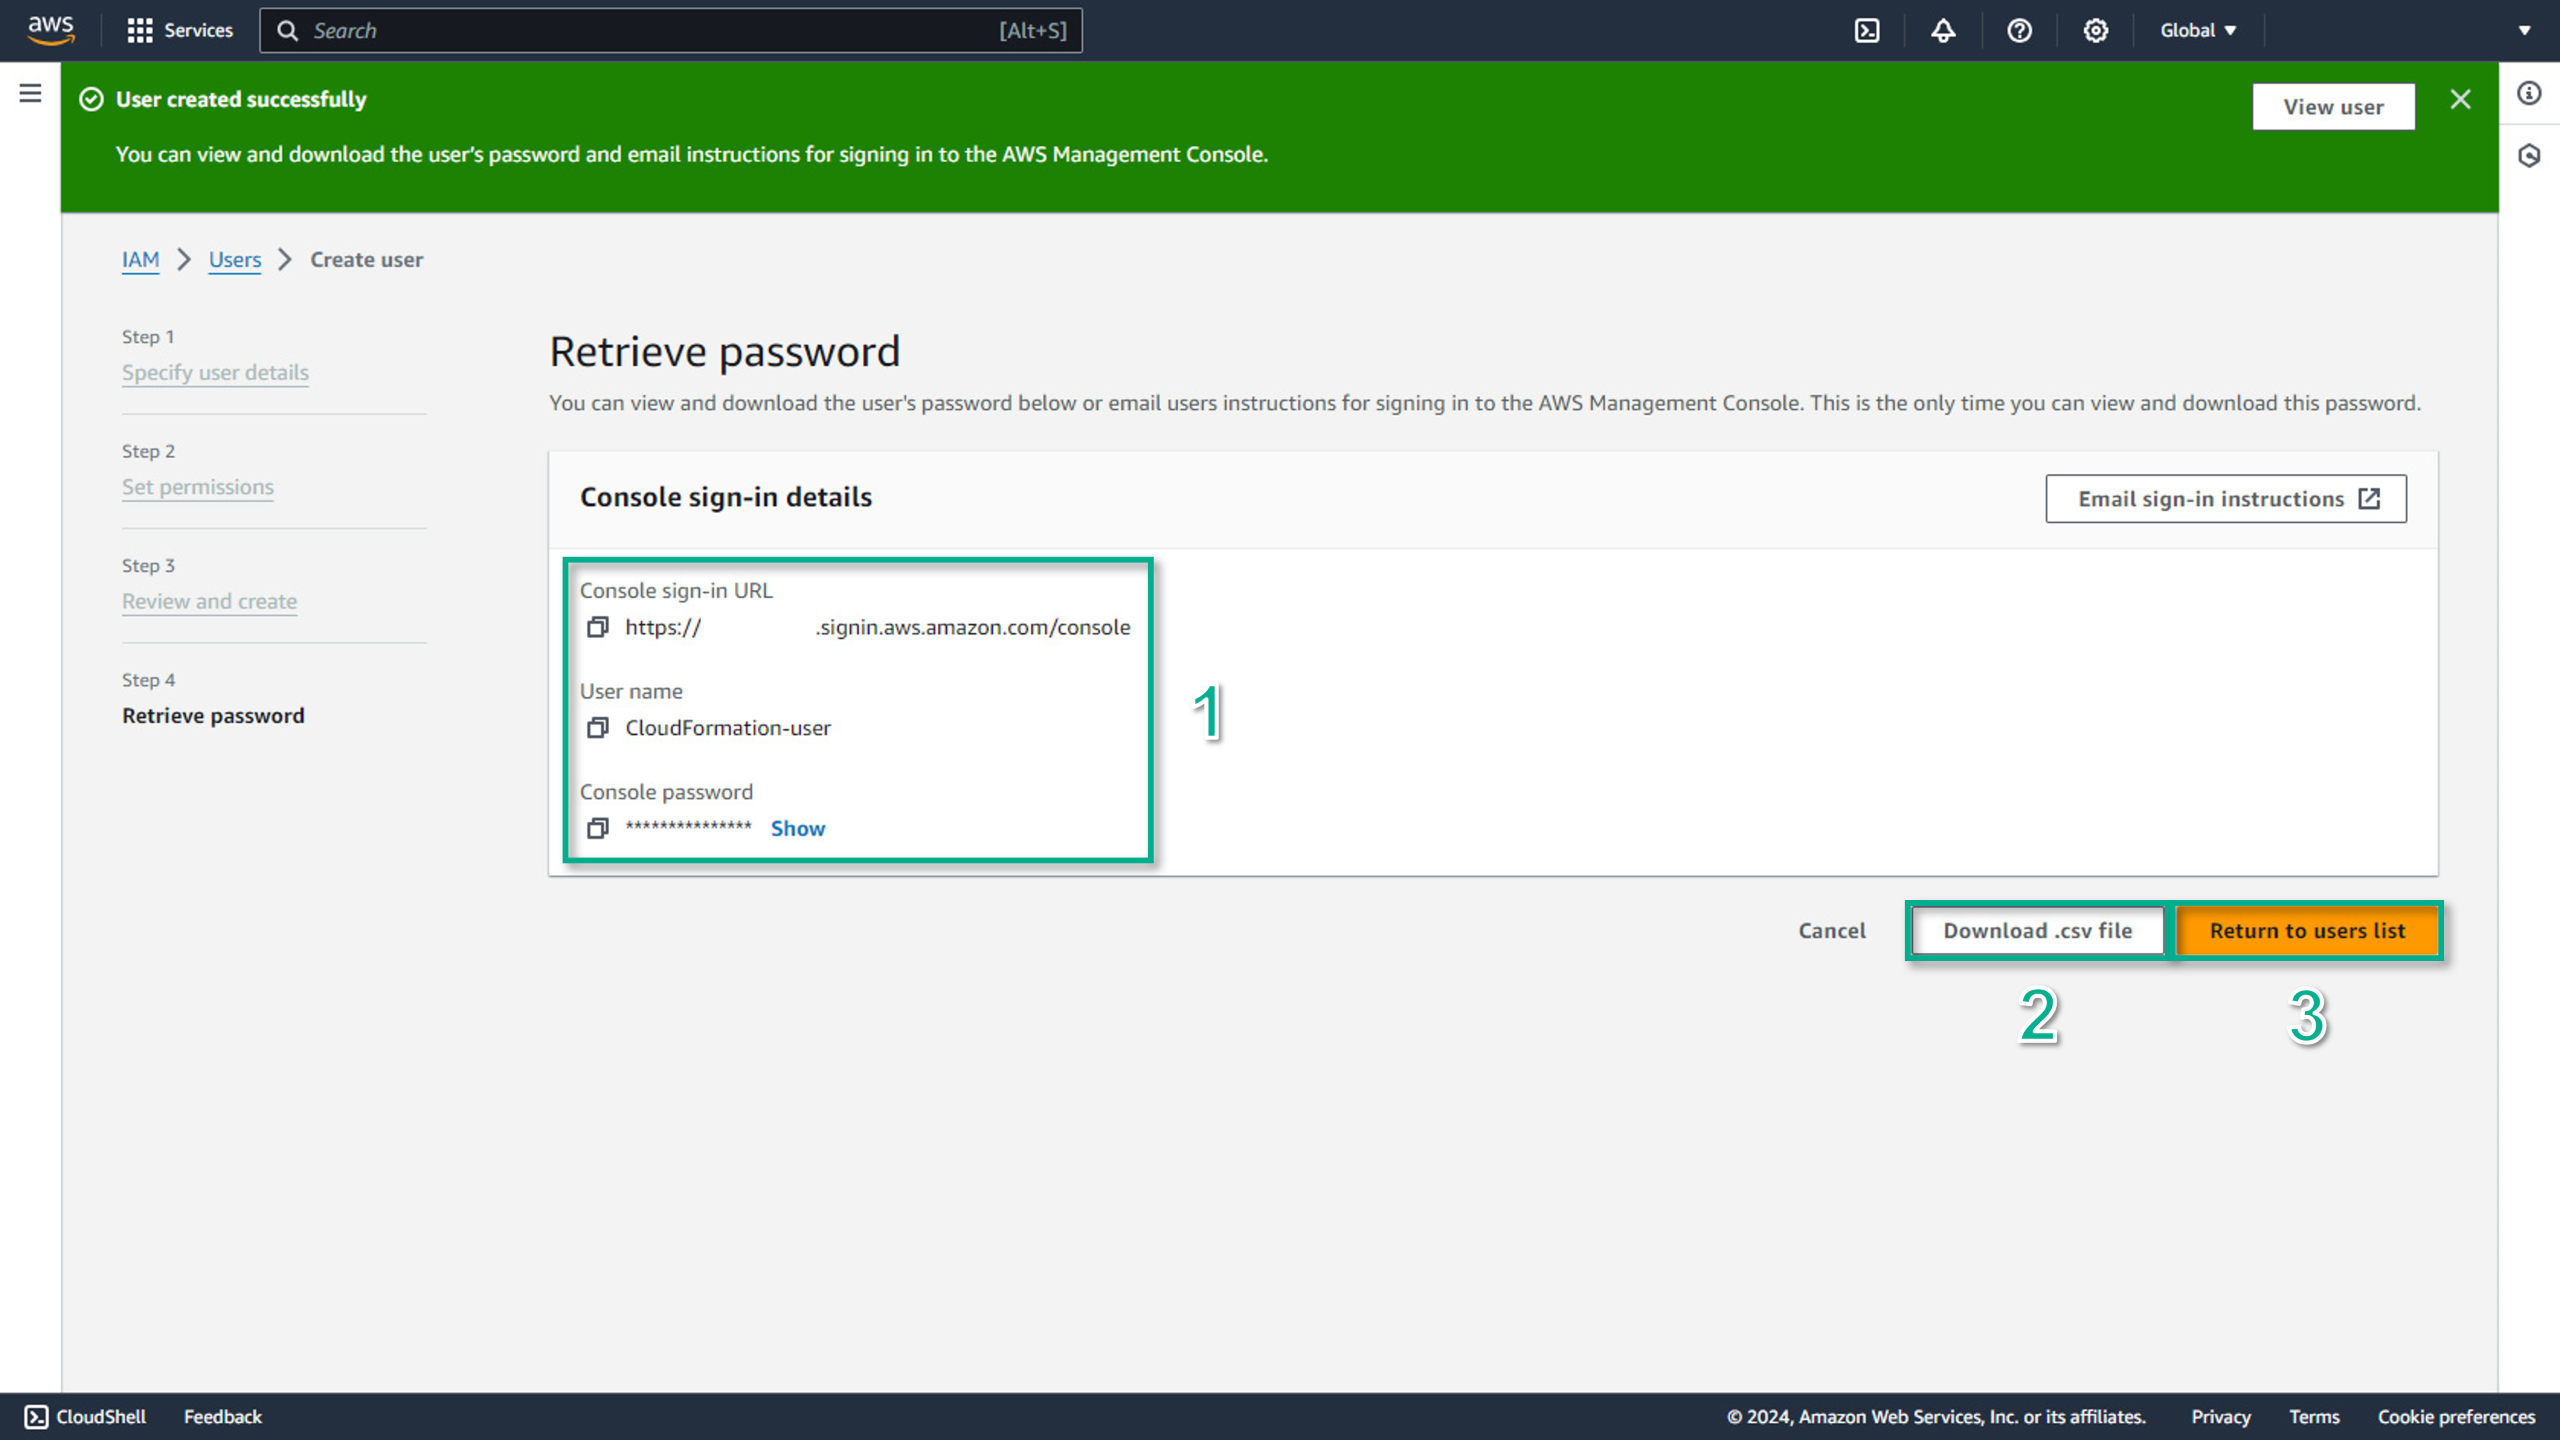 aws
Services
Search
[Alt+S]
Global
User created successfully
View user
You can view and download the user's password and email instructions for signing in to the AWS Management Console.
IAM
Users
Create user
Step 1
Specify user details
Step 2
Set permissions
Step 3
Review and create
Step 4
Retrieve password
Retrieve password
You can view and download the user's password below or email users instructions for signing in to the AWS Management Console. This is the only time you can view and download this password.
Console sign-in details
Email sign-in instructions
Console sign-in URL
https:// .signin.aws.amazon.com/console
User name
CloudFormation-user
Console password
*************** Show
1
Cancel
Download .csv file
Return to users list
2
3
CloudShell
Feedback
© 2024, Amazon Web Services, Inc. or its affiliates.
Privacy
Terms
Cookie preferences